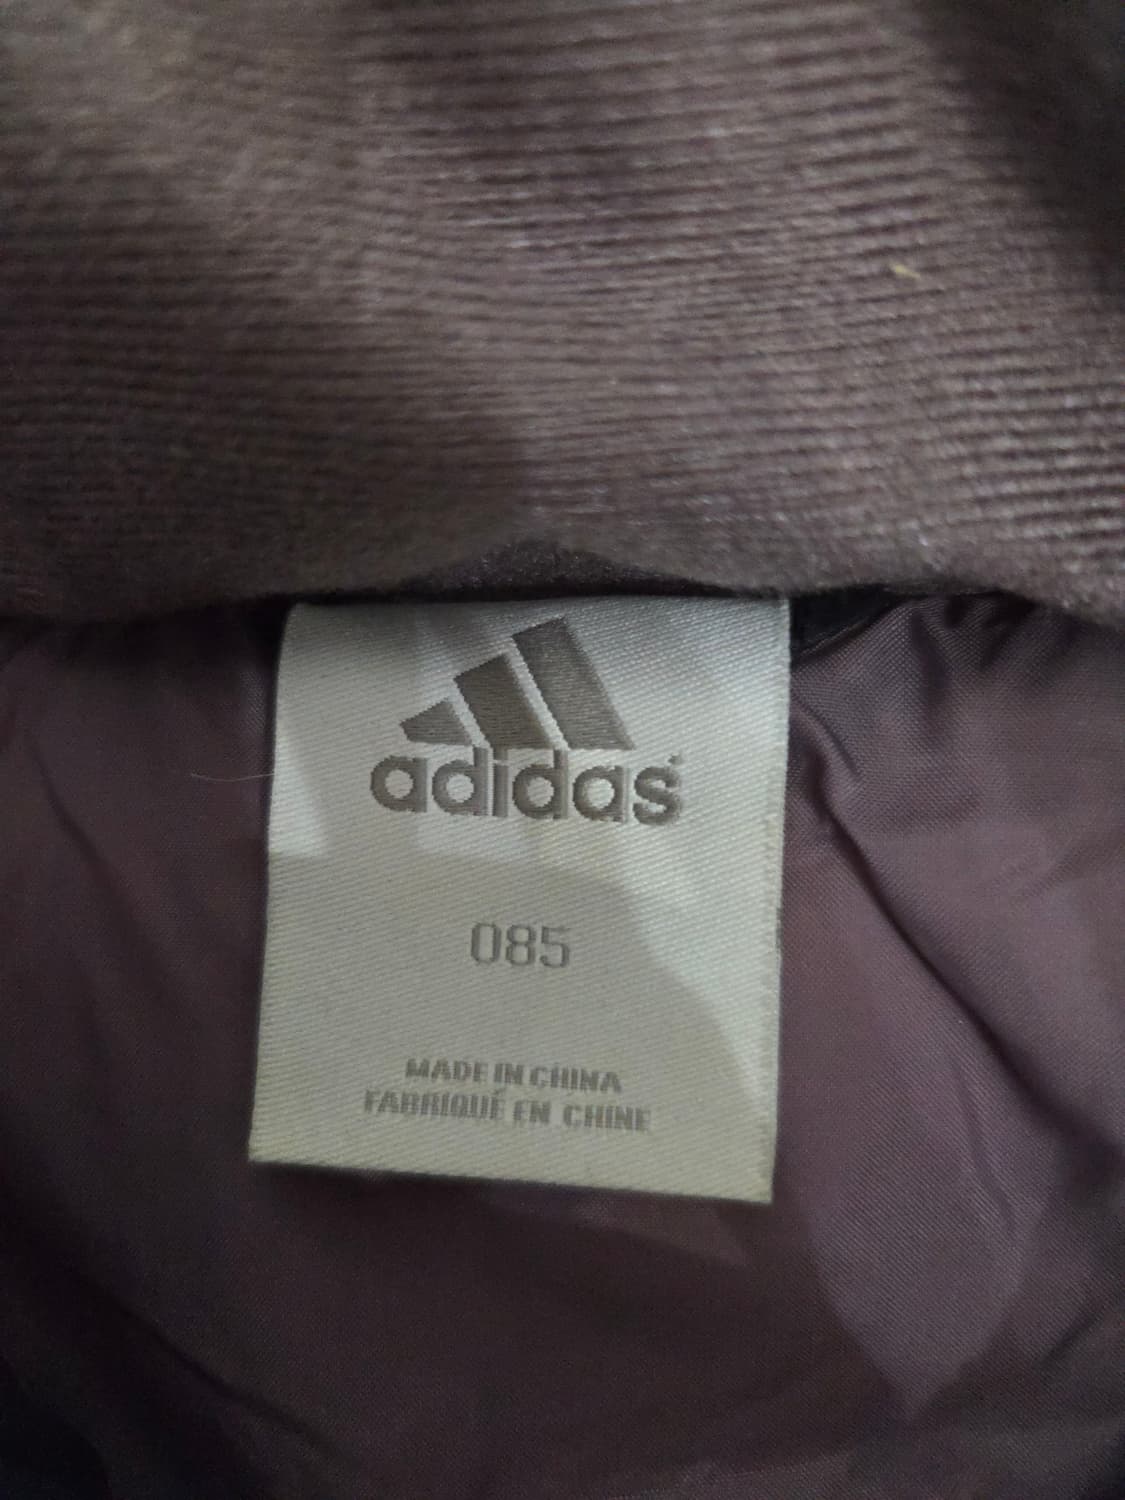 adidas
085
MADE IN CHINA
FABRIQUÉ EN CHINE